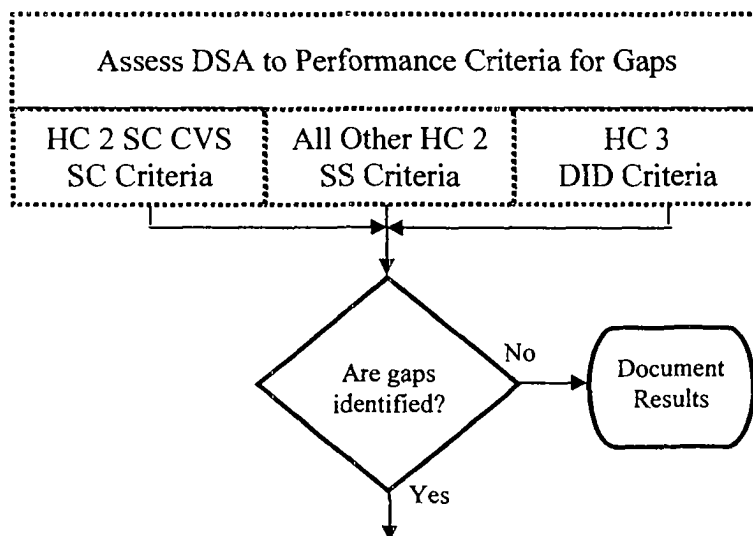 Assess DSA to Performance Criteria for Gaps
HC 2 SC CVS
SC Criteria
All Other HC 2
SS Criteria
HC 3
DID Criteria
Are gaps
identified?
No
Document
Results
Yes